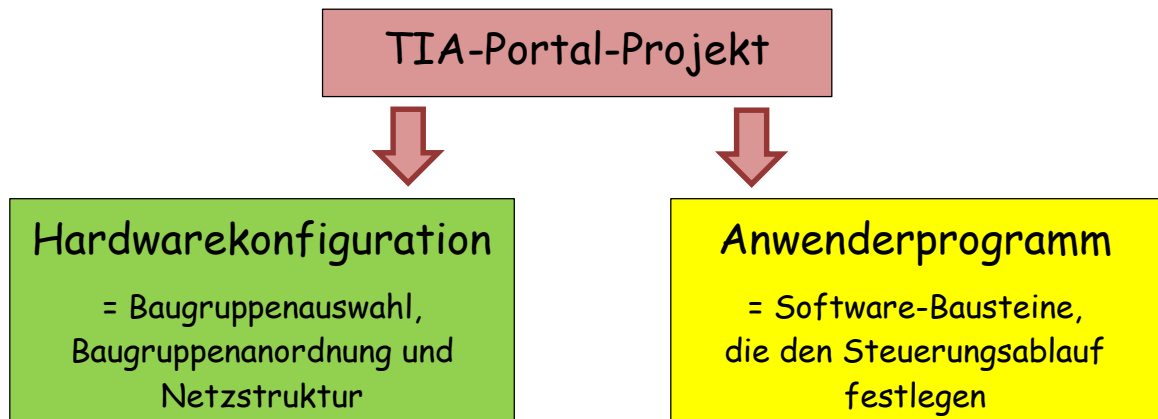 TIA-Portal-Projekt
Hardwarekonfiguration
= Baugruppenauswahl,
Baugruppenanordnung und
Netzstruktur
Anwenderprogramm
= Software-Bausteine,
die den Steuerungsablauf
festlegen